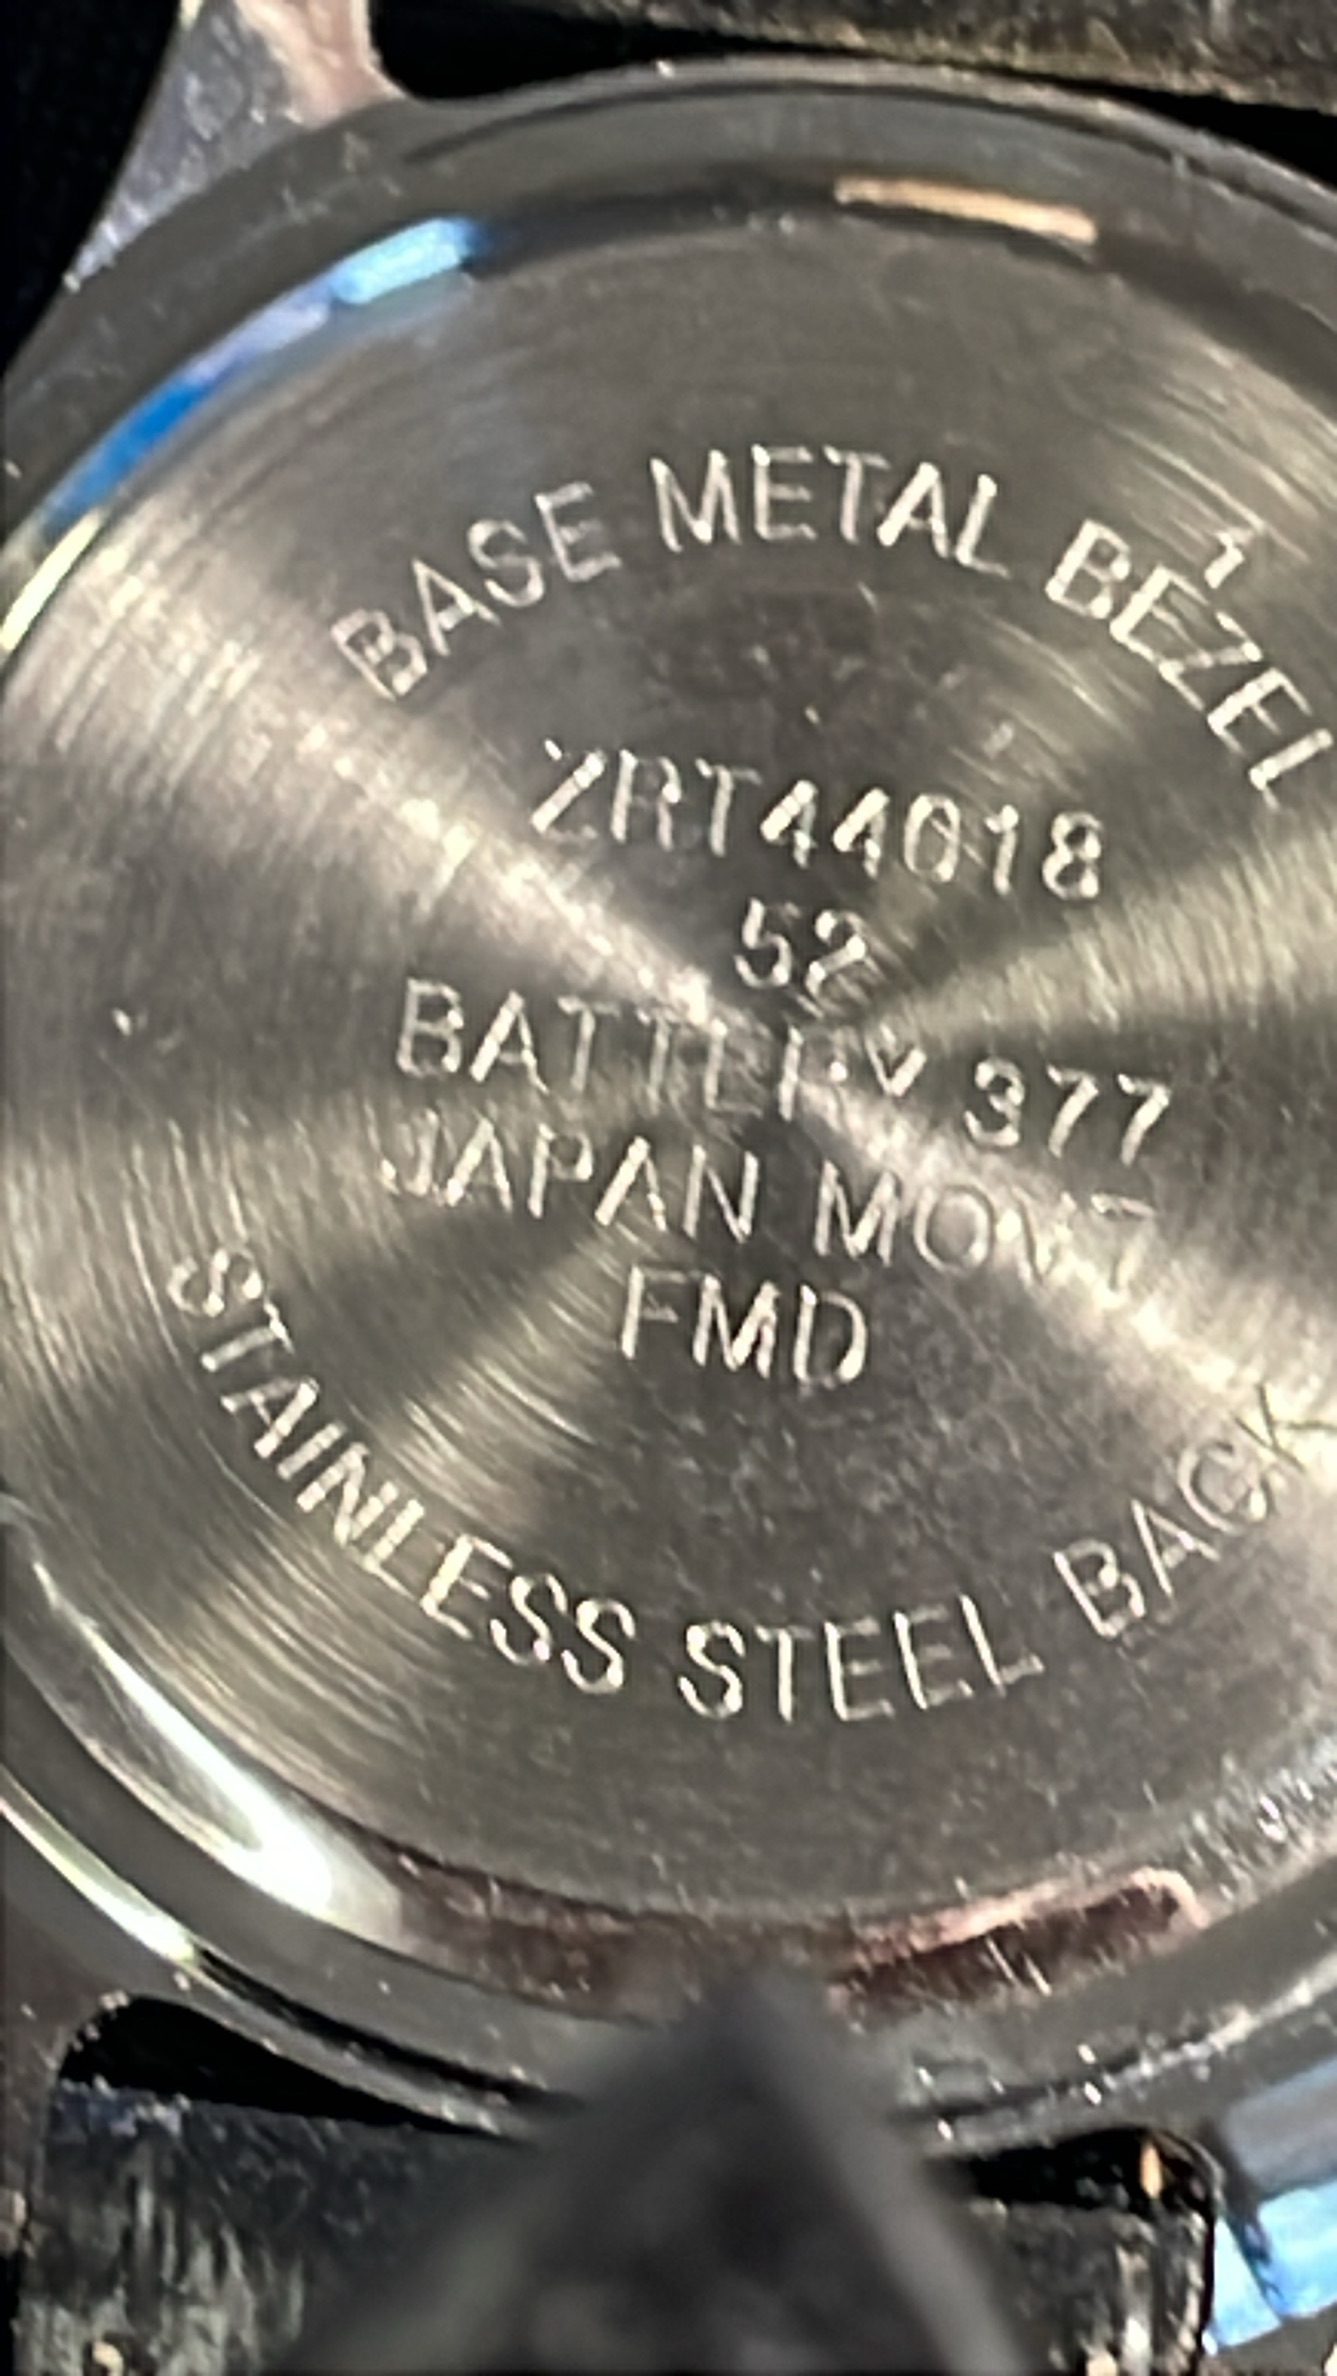 BASE METAL BEZEL
ZRT44018
52
BATTERY 377
JAPAN MOVT
FMD
STAINLESS STEEL BACK